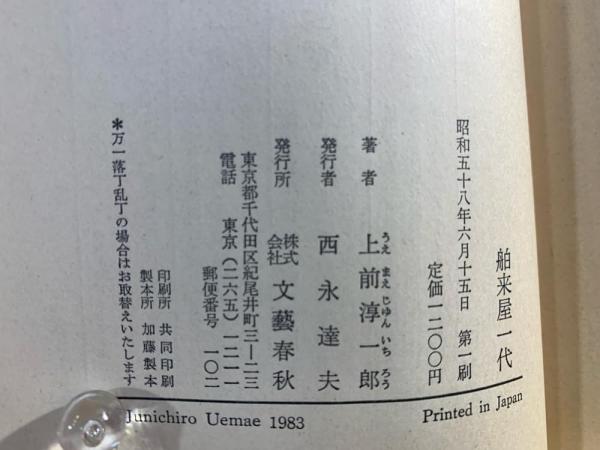 舶来屋一代
昭和五十八年六月十五日 第一刷
定価一二〇〇円
著者 上前淳一郎
うえ まえ じゅん いち ろう
発行者 西永達夫
発行所 株式会社 文藝春秋
東京都千代田区紀尾井町三—二三
電話 東京(二六五)一二一一
郵便番号 一〇二
印刷所 共同印刷
製本所 加藤製本
*万一落丁乱丁の場合はお取替えいたします
Junichiro Uemae 1983
Printed in Japan